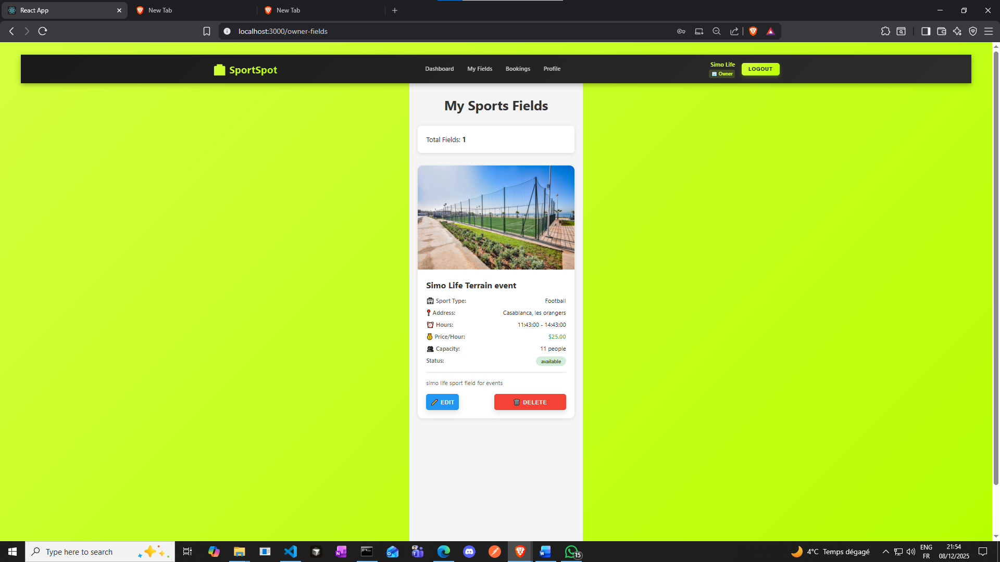 React App
New Tab
New Tab
localhost:3000/owner-fields
SportSpot
Dashboard
My Fields
Bookings
Profile
Simo Life
Owner
LOGOUT
My Sports Fields
Total Fields: 1
Simo Life Terrain event
Sport Type: Football
Address: Casablanca, les orangers
Hours: 11:43:00 - 14:43:00
Price/Hour: $25.00
Capacity: 11 people
Status: available
simo life sport field for events
EDIT
DELETE
Type here to search
15
4°C Temps dégagé
ENG
FR
21:54
08/12/2025